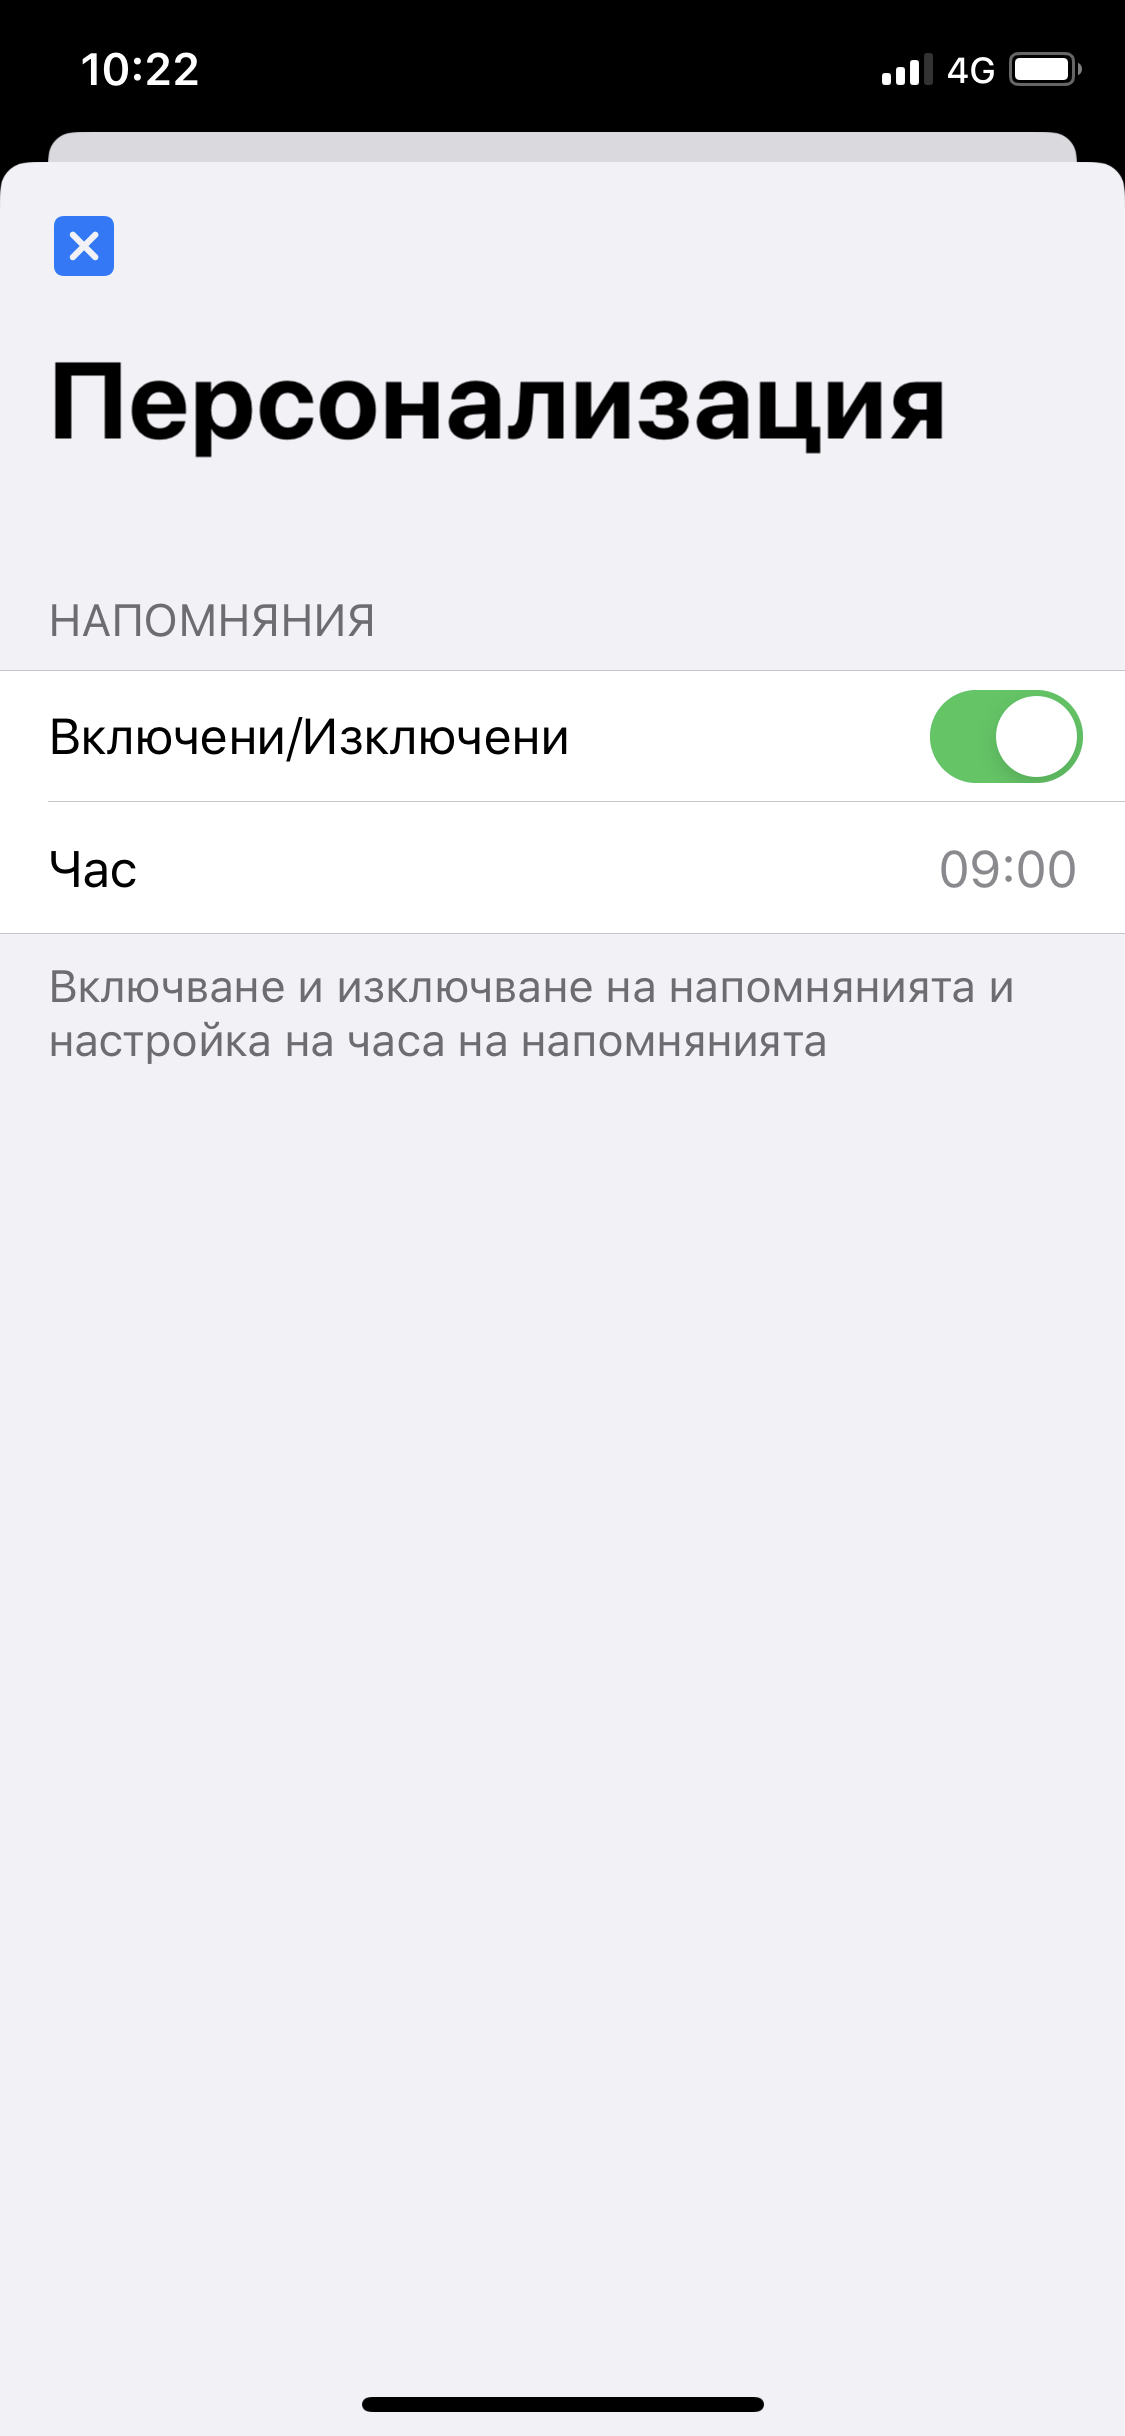 10:22
4G
Персонализация
НАПОМНЯНИЯ
Включени/Изключени
Час
09:00
Включване и изключване на напомнянията и
настройка на часа на напомнянията